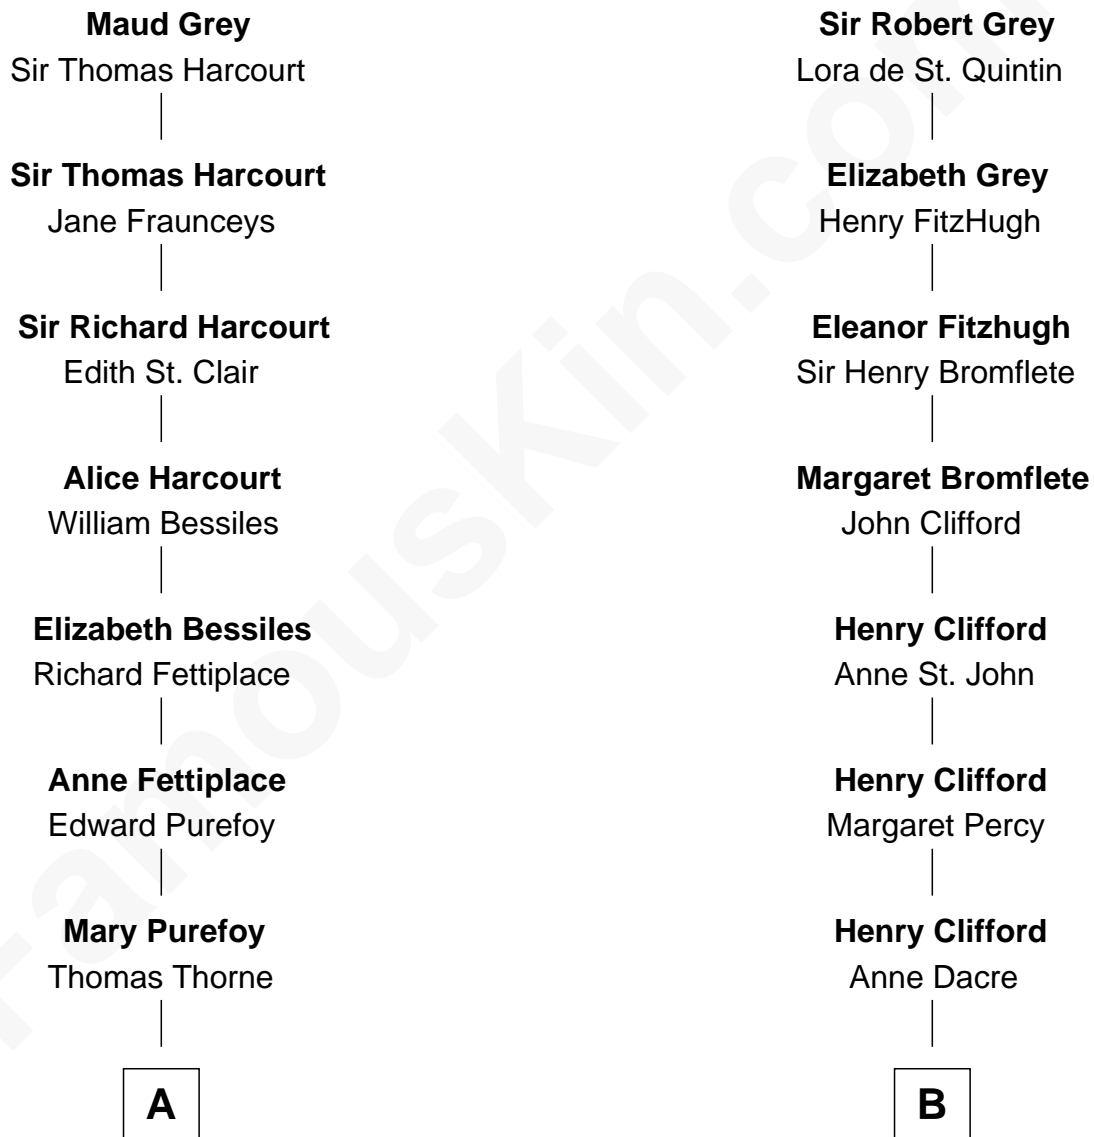 Maud Grey
Sir Thomas Harcourt
Sir Thomas Harcourt
Jane Fraunceys
Sir Richard Harcourt
Edith St. Clair
Alice Harcourt
William Bessiles
Elizabeth Bessiles
Richard Fettiplace
Anne Fettiplace
Edward Purefoy
Mary Purefoy
Thomas Thorne
A
Sir Robert Grey
Lora de St. Quintin
Elizabeth Grey
Henry FitzHugh
Eleanor Fitzhugh
Sir Henry Bromflete
Margaret Bromflete
John Clifford
Henry Clifford
Anne St. John
Henry Clifford
Margaret Percy
Henry Clifford
Anne Dacre
B
FamousKin.com